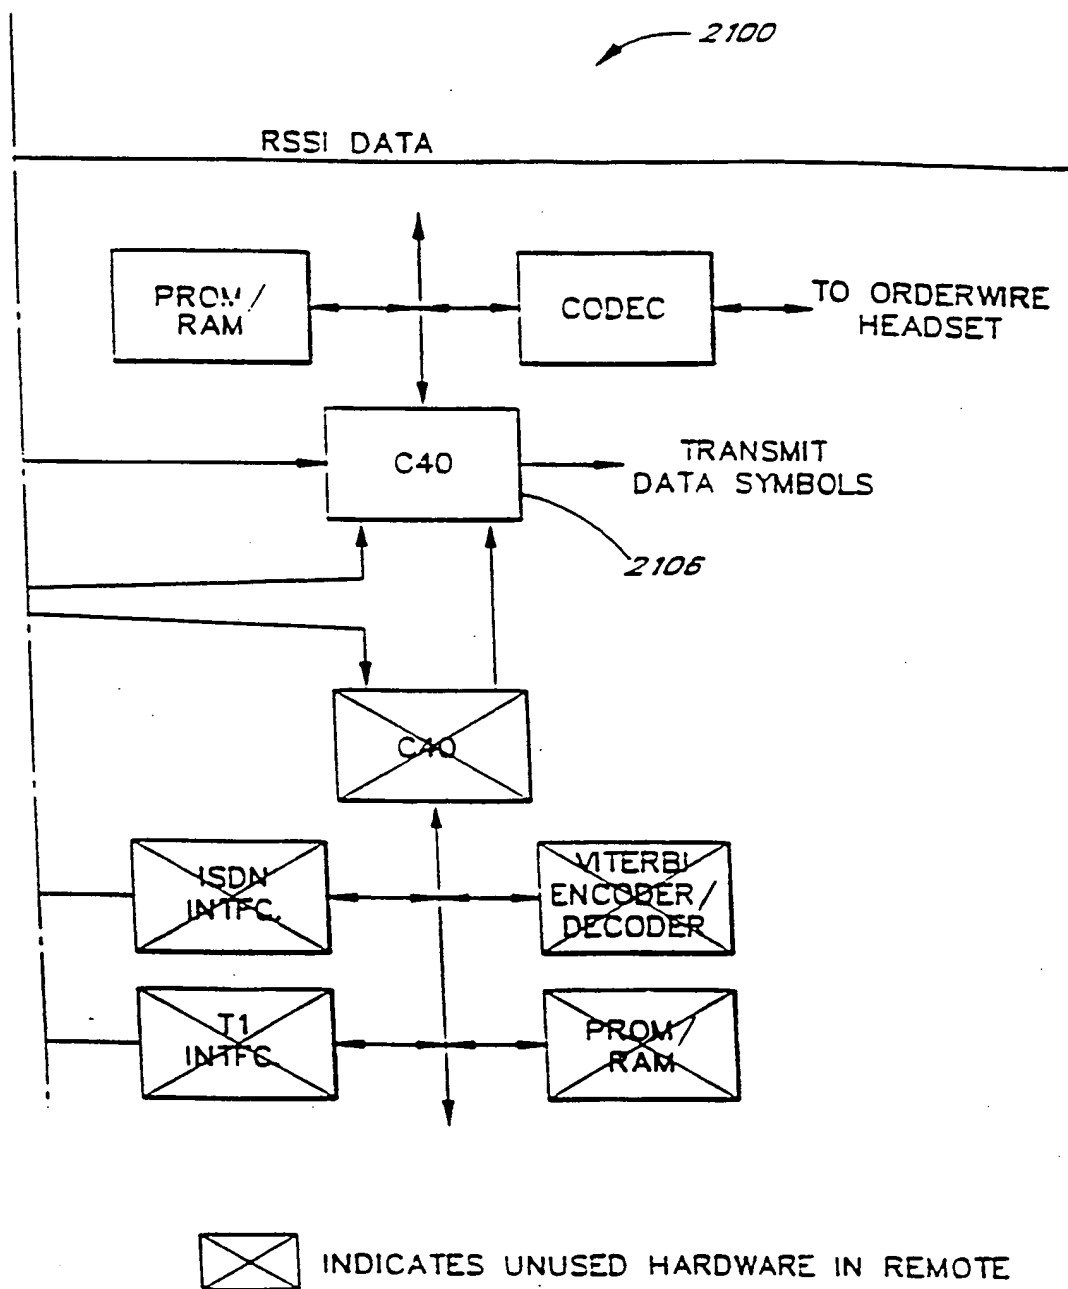 2100
RSSI DATA
PROM/
RAM
CODEC
TO ORDERWIRE
HEADSET
C40
TRANSMIT
DATA SYMBOLS
2106
C40
ISDN
INTFC.
VITERBI
ENCODER/
DECODER
T1
INTFC.
PROM/
RAM
INDICATES UNUSED HARDWARE IN REMOTE